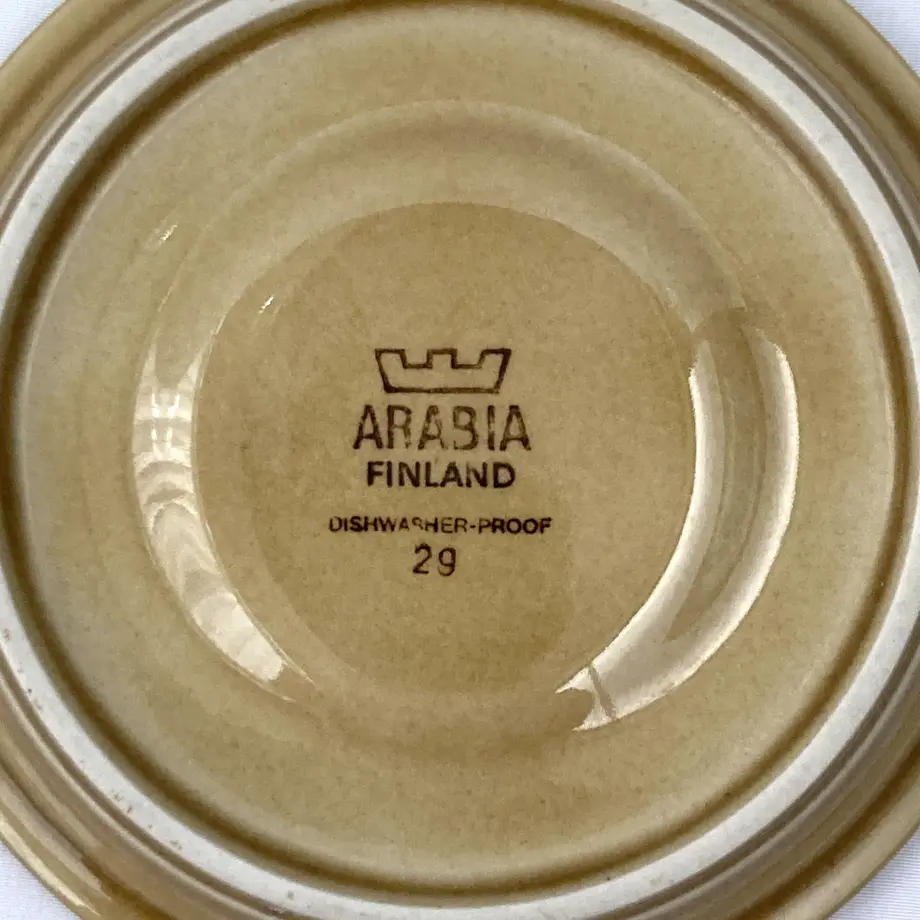 ARABIA
FINLAND
DISHWASHER-PROOF
29